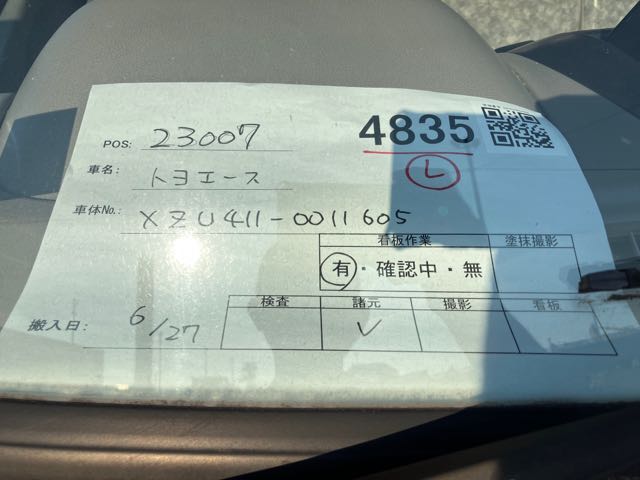 POS: 23007 4835
車名: トヨエース Ⓛ
車体No.: XZU411-0011605
看板作業 塗抹撮影
有・確認中・無
検査 諸元 撮影 看板
搬入日: 6/27 ✓